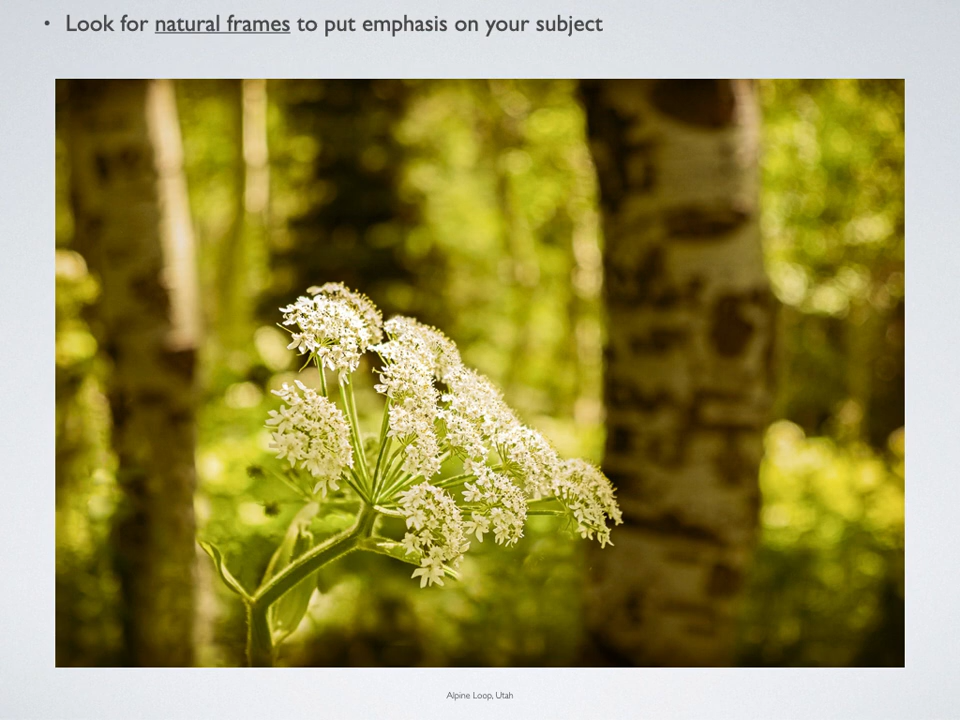 • Look for natural frames to put emphasis on your subject
Alpine Loop, Utah